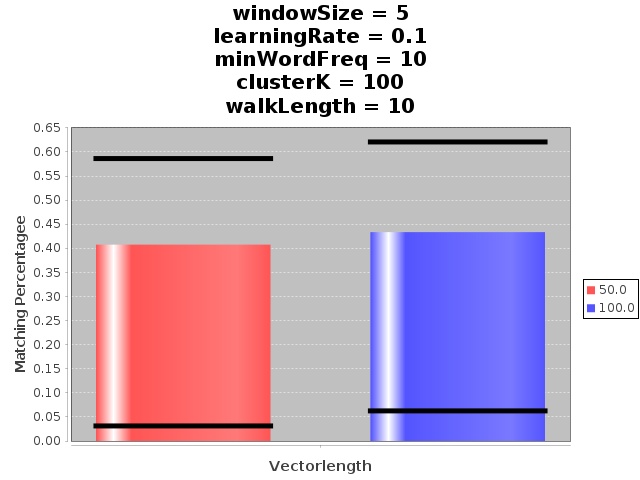 windowSize = 5
learningRate = 0.1
minWordFreq = 10
clusterK = 100
walkLength = 10
0.65
0.60
0.55
0.50
0.45
0.40
0.35
0.30
0.25
0.20
0.15
0.10
0.05
0.00
Matching Percentagee
Vectorlength
50.0
100.0